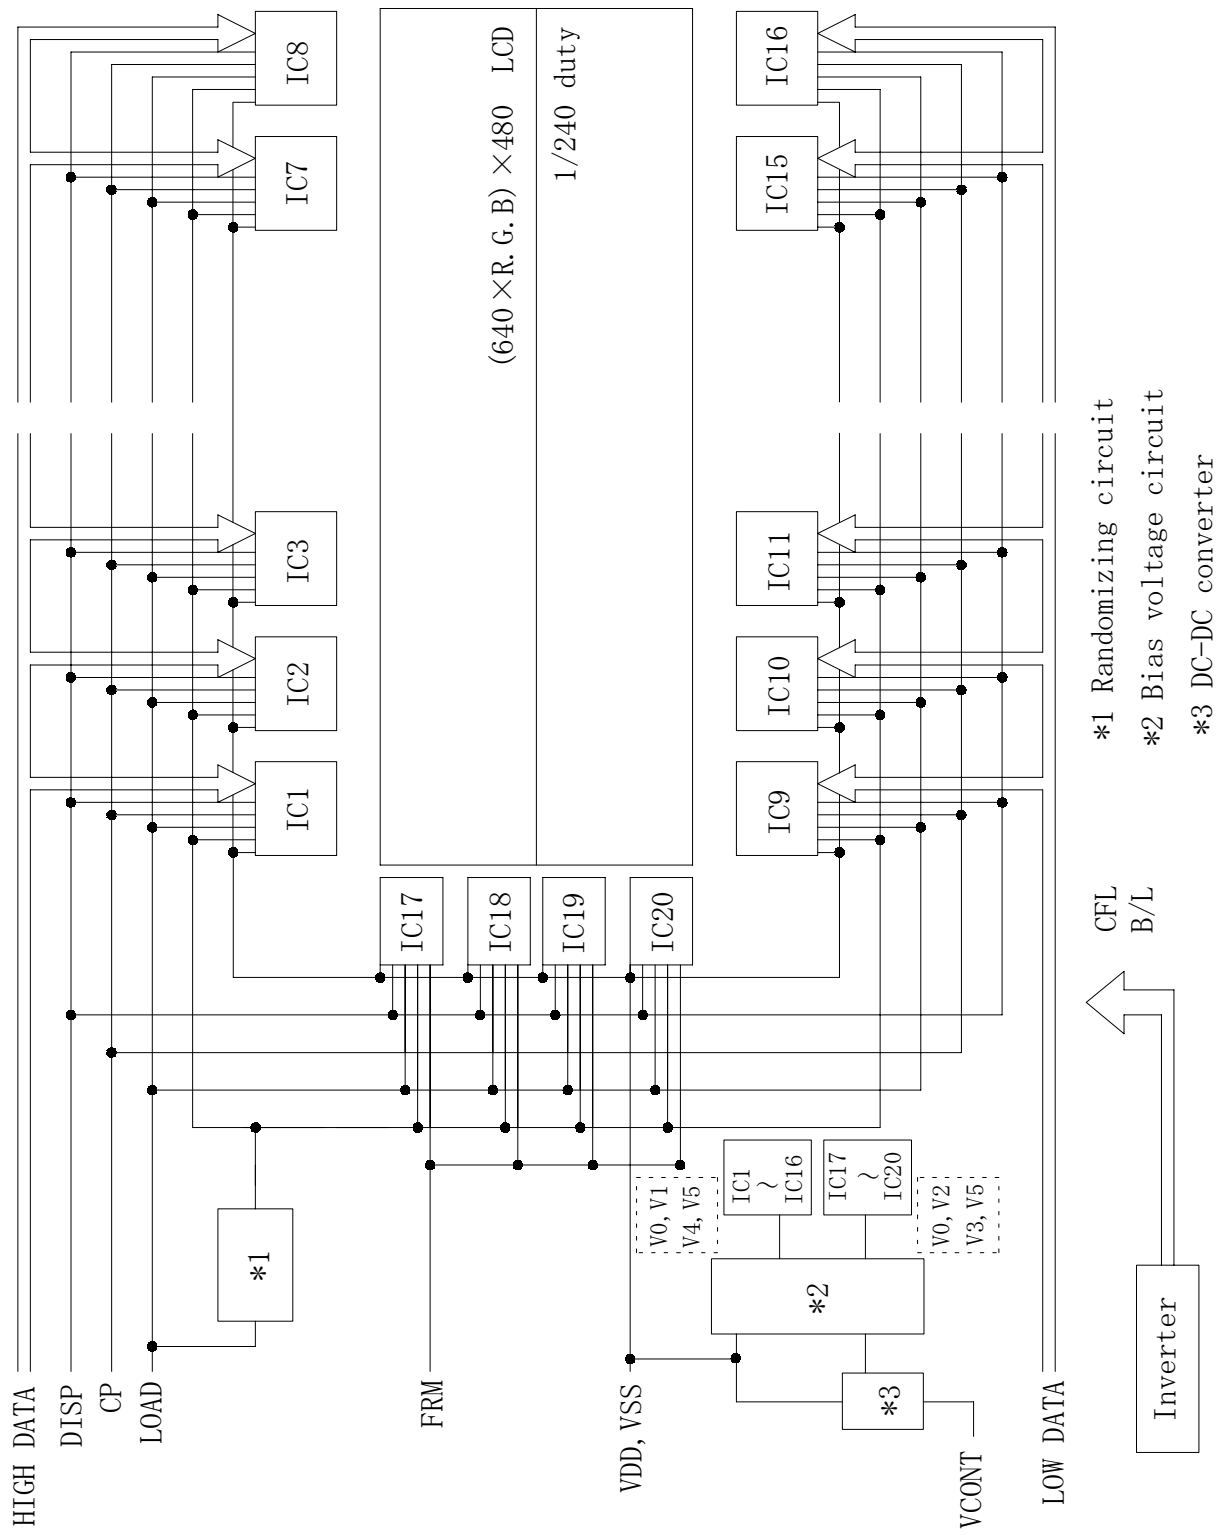 HIGH DATA
DISP
CP
LOAD
FRM
VDD, VSS
VCONT
LOW DATA
*1
*2
*3
V0, V1
V4, V5
IC1
~
IC16
IC17
~
IC20
V0, V2
V3, V5
IC1
IC2
IC3
IC7
IC8
IC17
IC18
IC19
IC20
(640×R.G.B)×480 LCD
1/240 duty
IC9
IC10
IC11
IC15
IC16
Inverter
CFL
B/L
*1 Randomizing circuit
*2 Bias voltage circuit
*3 DC-DC converter